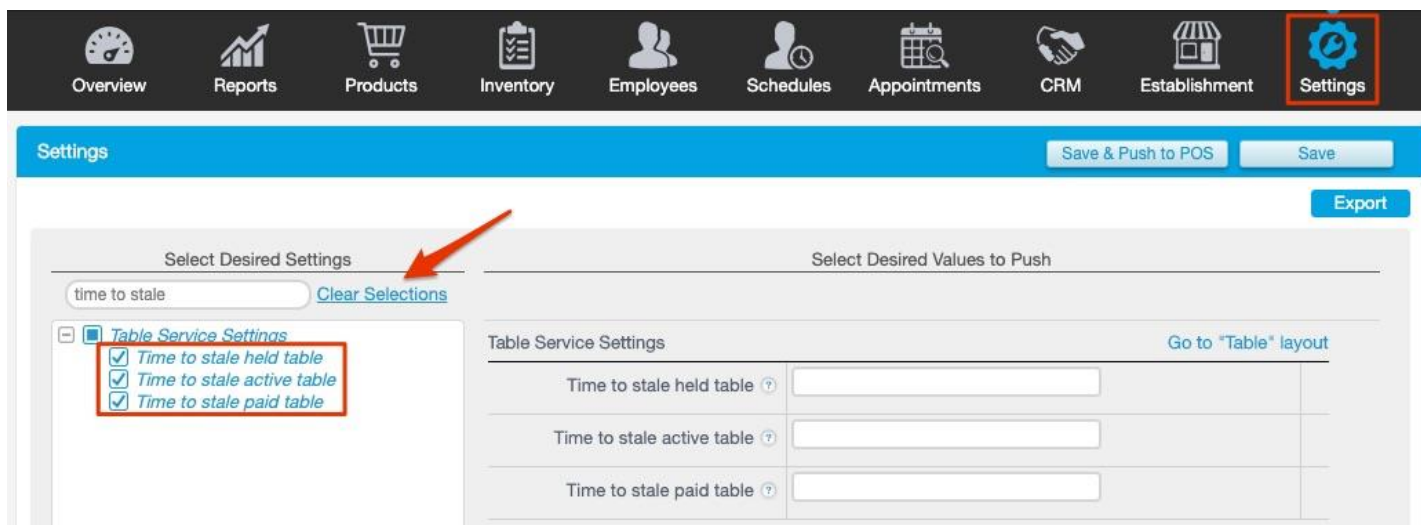 Overview Reports Products Inventory Employees Schedules Appointments CRM Establishment Settings
Settings Save & Push to POS Save
Export
Select Desired Settings Select Desired Values to Push
time to stale Clear Selections
Table Service Settings
Time to stale held table
Time to stale active table
Time to stale paid table
Table Service Settings Go to "Table" layout
Time to stale held table ?
Time to stale active table ?
Time to stale paid table ?